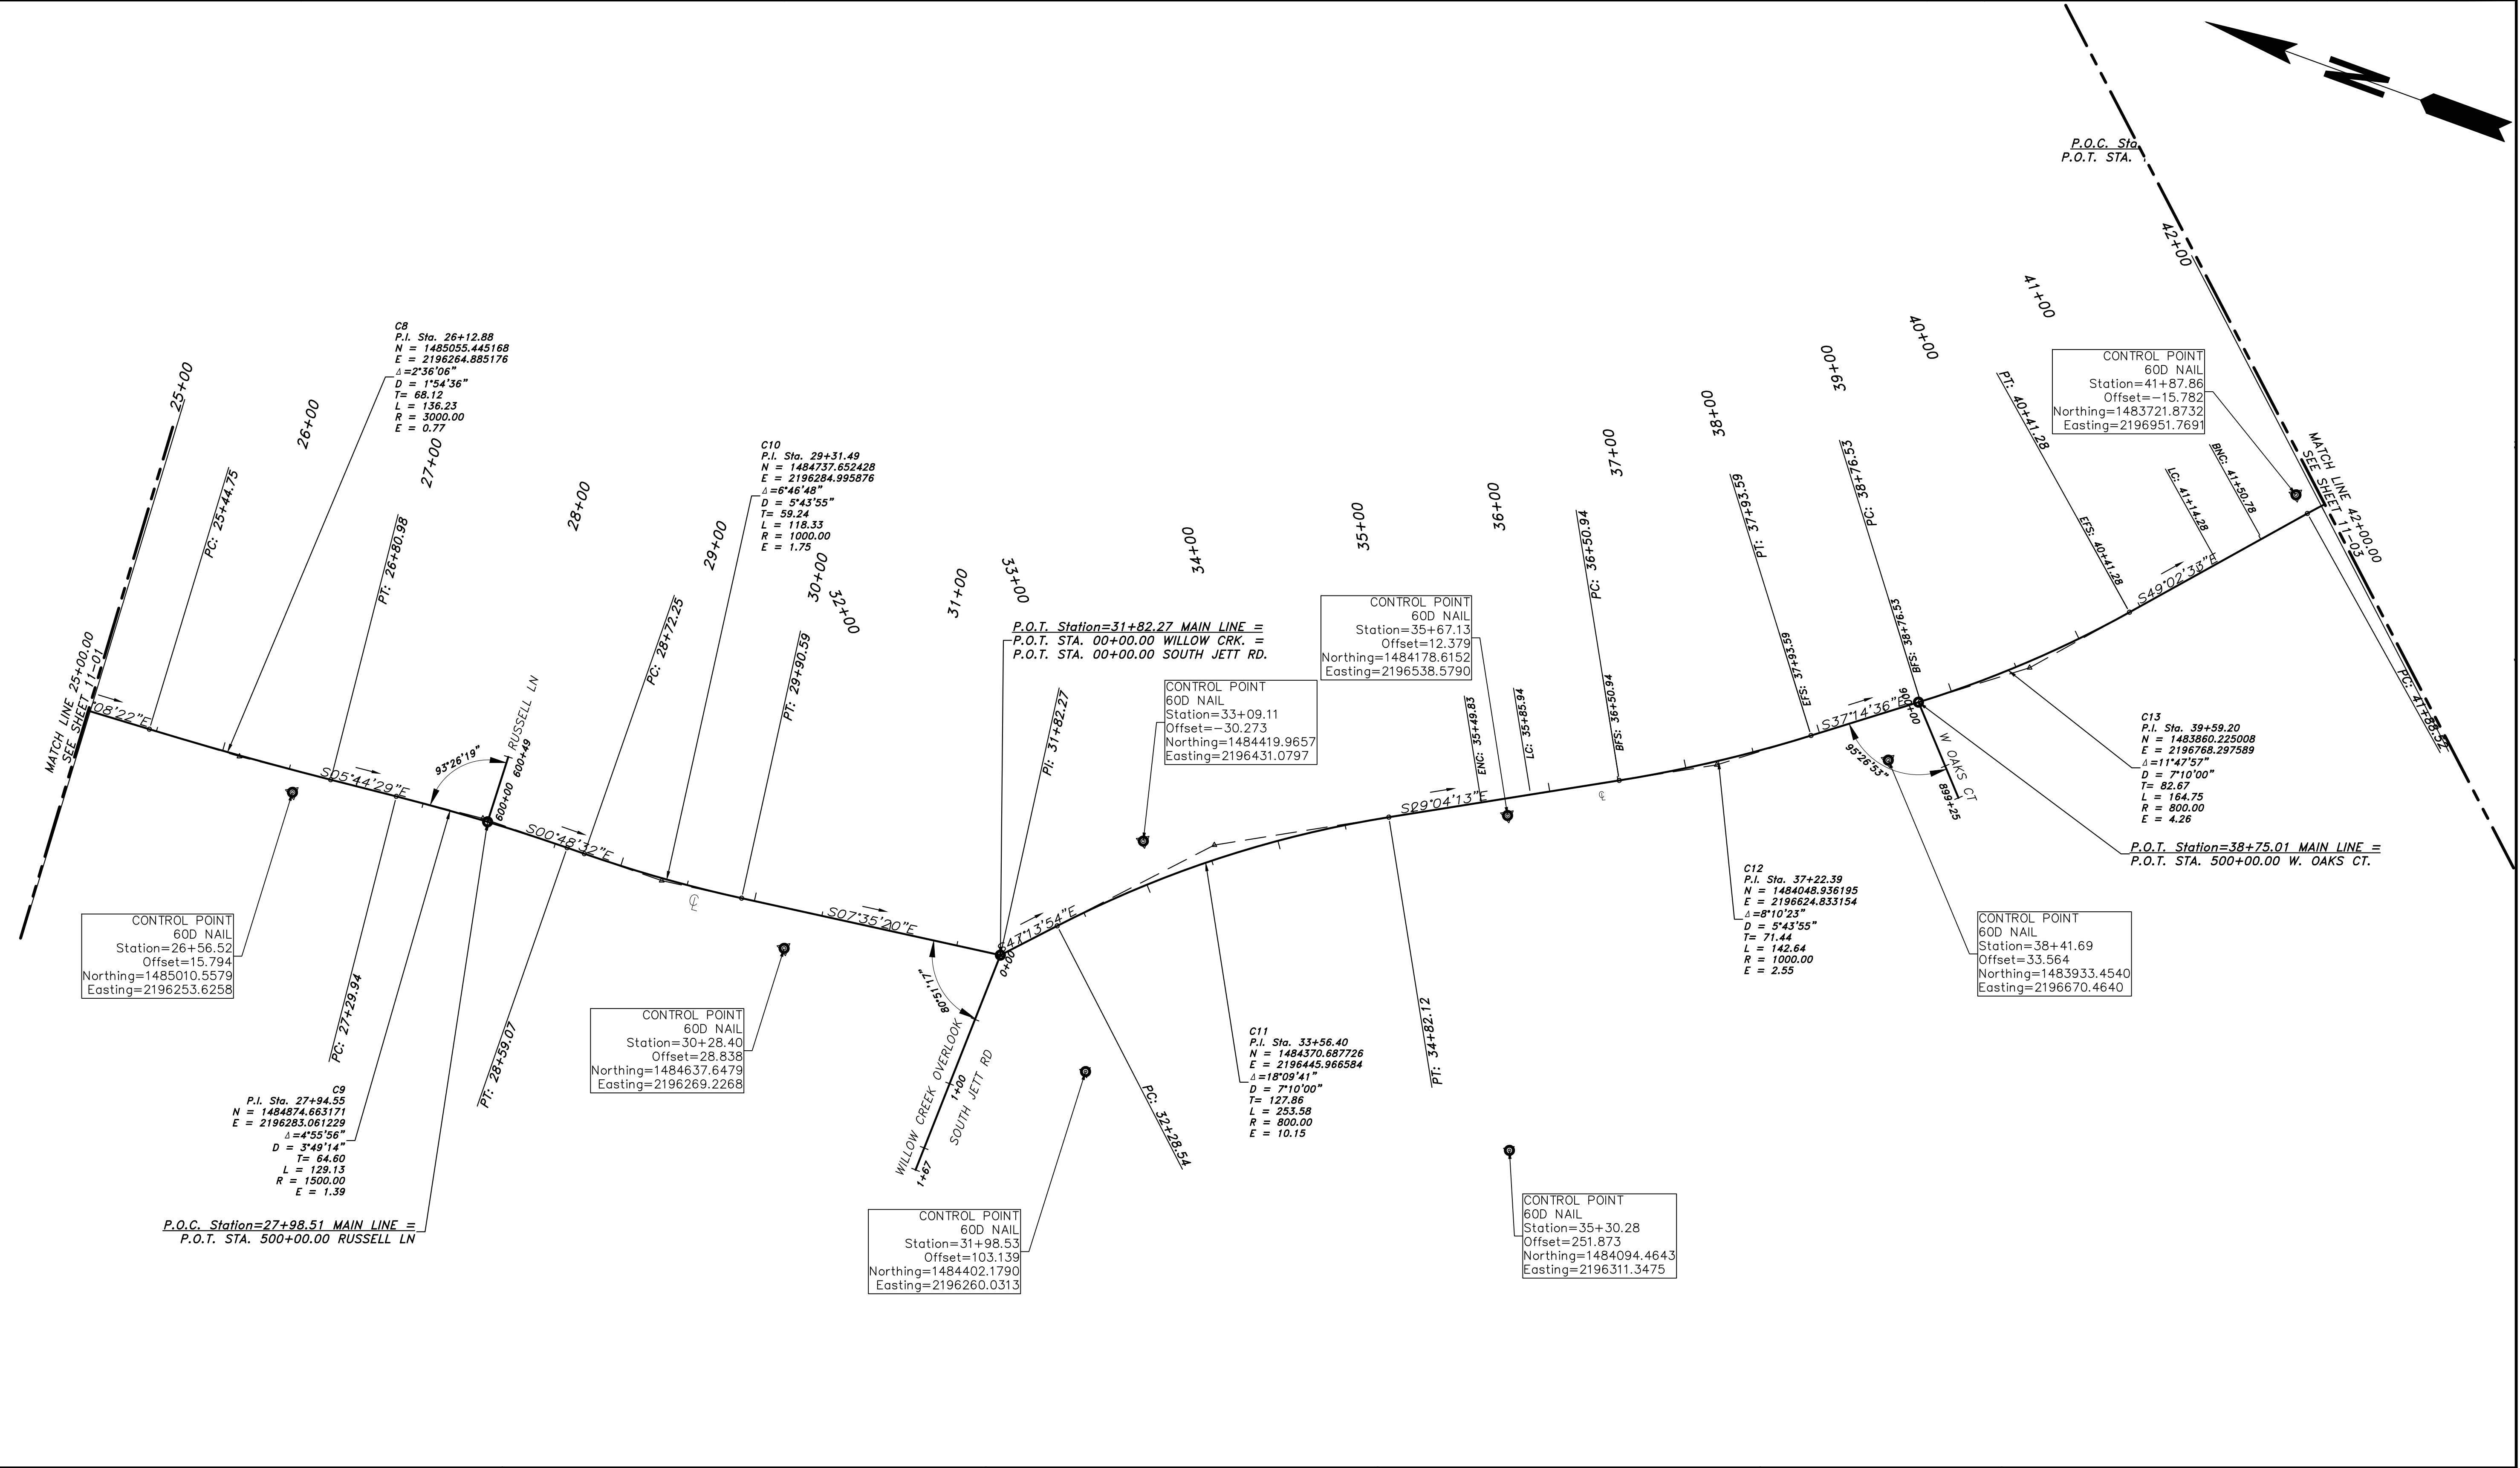 N
P.O.C. Sta
P.O.T. STA.
25+00
26+00
27+00
28+00
29+00
30+00
31+00
32+00
33+00
34+00
35+00
36+00
37+00
38+00
39+00
40+00
41+00
42+00
MATCH LINE 25+00.00
SEE SHEET 11-01
08'22"E
PC: 25+44.75
C8
P.I. Sta. 26+12.88
N = 1485055.445168
E = 2196264.885176
Δ=2°36'06"
D = 1°54'36"
T= 68.12
L = 136.23
R = 3000.00
E = 0.77
PT: 26+80.98
S05°44'29"E
93°26'19"
RUSSELL LN
600+00
600+49
S00°48'32"E
PC: 28+72.25
C10
P.I. Sta. 29+31.49
N = 1484737.652428
E = 2196284.995876
Δ=6°46'48"
D = 5°43'55"
T= 59.24
L = 118.33
R = 1000.00
E = 1.75
PT: 29+90.59
S07°35'20"E
CONTROL POINT
60D NAIL
Station=26+56.52
Offset=15.794
Northing=1485010.5579
Easting=2196253.6258
PC: 27+29.94
PT: 28+59.07
C9
P.I. Sta. 27+94.55
N = 1484874.663171
E = 2196283.061229
Δ=4°55'56"
D = 3°49'14"
T= 64.60
L = 129.13
R = 1500.00
E = 1.39
P.O.C. Station=27+98.51 MAIN LINE =
P.O.T. STA. 500+00.00 RUSSELL LN
CONTROL POINT
60D NAIL
Station=30+28.40
Offset=28.838
Northing=1484637.6479
Easting=2196269.2268
P.O.T. Station=31+82.27 MAIN LINE =
P.O.T. STA. 00+00.00 WILLOW CRK. =
P.O.T. STA. 00+00.00 SOUTH JETT RD.
PI: 31+82.27
0+00
80°51'17"
WILLOW CREEK OVERLOOK
1+00
SOUTH JETT RD
1+67
S47°13'54"E
PC: 32+28.54
CONTROL POINT
60D NAIL
Station=31+98.53
Offset=103.139
Northing=1484402.1790
Easting=2196260.0313
CONTROL POINT
60D NAIL
Station=33+09.11
Offset=-30.273
Northing=1484419.9657
Easting=2196431.0797
C11
P.I. Sta. 33+56.40
N = 1484370.687726
E = 2196445.966584
Δ=18°09'41"
D = 7°10'00"
T= 127.86
L = 253.58
R = 800.00
E = 10.15
PT: 34+82.12
S29°04'13"E
CONTROL POINT
60D NAIL
Station=35+67.13
Offset=12.379
Northing=1484178.6152
Easting=2196538.5790
ENC: 35+49.83
LC: 35+85.94
CONTROL POINT
60D NAIL
Station=35+30.28
Offset=251.873
Northing=1484094.4643
Easting=2196311.3475
PC: 36+50.94
BFS: 36+50.94
C12
P.I. Sta. 37+22.39
N = 1484048.936195
E = 2196624.833154
Δ=8°10'23"
D = 5°43'55"
T= 71.44
L = 142.64
R = 1000.00
E = 2.55
PT: 37+93.59
EFS: 37+93.59
S37°14'36"E
PC: 38+76.53
BFS: 38+76.53
95°26'53"
W OAKS CT
899+25
CONTROL POINT
60D NAIL
Station=38+41.69
Offset=33.564
Northing=1483933.4540
Easting=2196670.4640
P.O.T. Station=38+75.01 MAIN LINE =
P.O.T. STA. 500+00.00 W. OAKS CT.
C13
P.I. Sta. 39+59.20
N = 1483860.225008
E = 2196768.297589
Δ=11°47'57"
D = 7°10'00"
T= 82.67
L = 164.75
R = 800.00
E = 4.26
PT: 40+41.28
EFS: 40+41.28
S49°02'33"E
LC: 41+14.28
BNC: 41+50.78
CONTROL POINT
60D NAIL
Station=41+87.86
Offset=-15.782
Northing=1483721.8732
Easting=2196951.7691
PC: 41+88.52
MATCH LINE 42+00.00
SEE SHEET 11-03